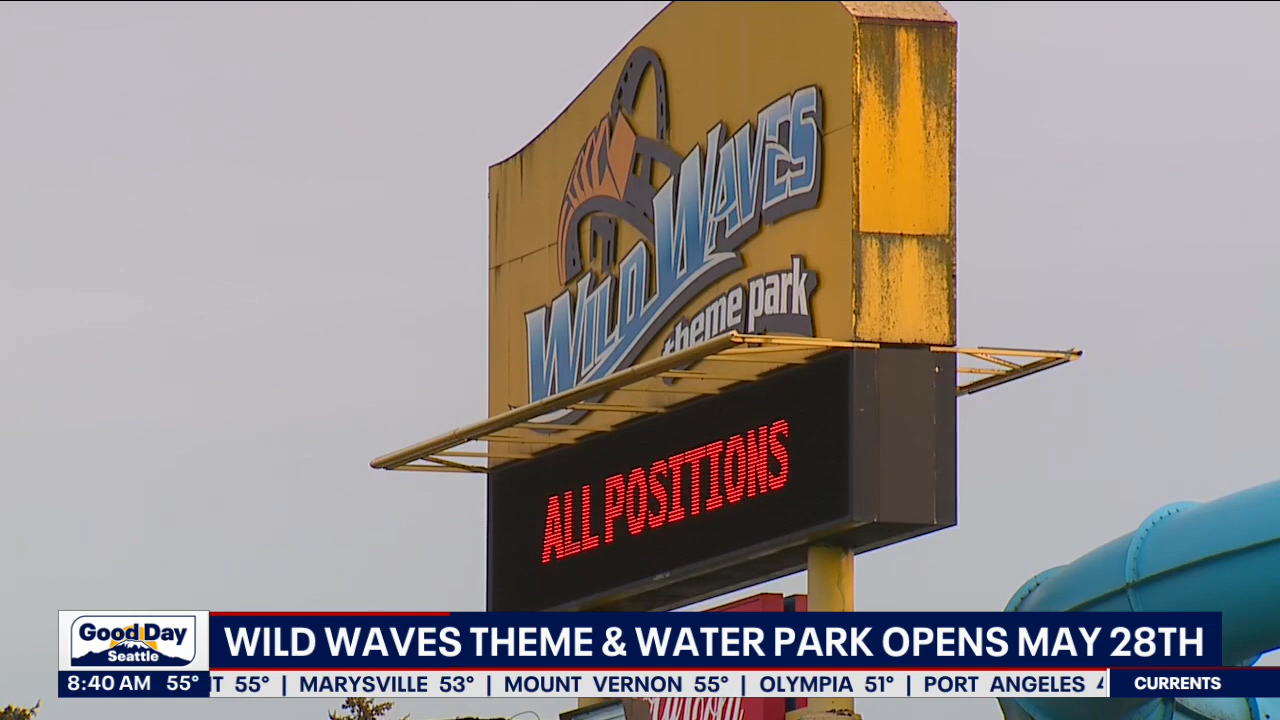 WILD WAVES
theme park
ALL POSITIONS
Good Day
Seattle
WILD WAVES THEME & WATER PARK OPENS MAY 28TH
8:40 AM 55° 55° | MARYSVILLE 53° | MOUNT VERNON 55° | OLYMPIA 51° | PORT ANGELES
CURRENTS